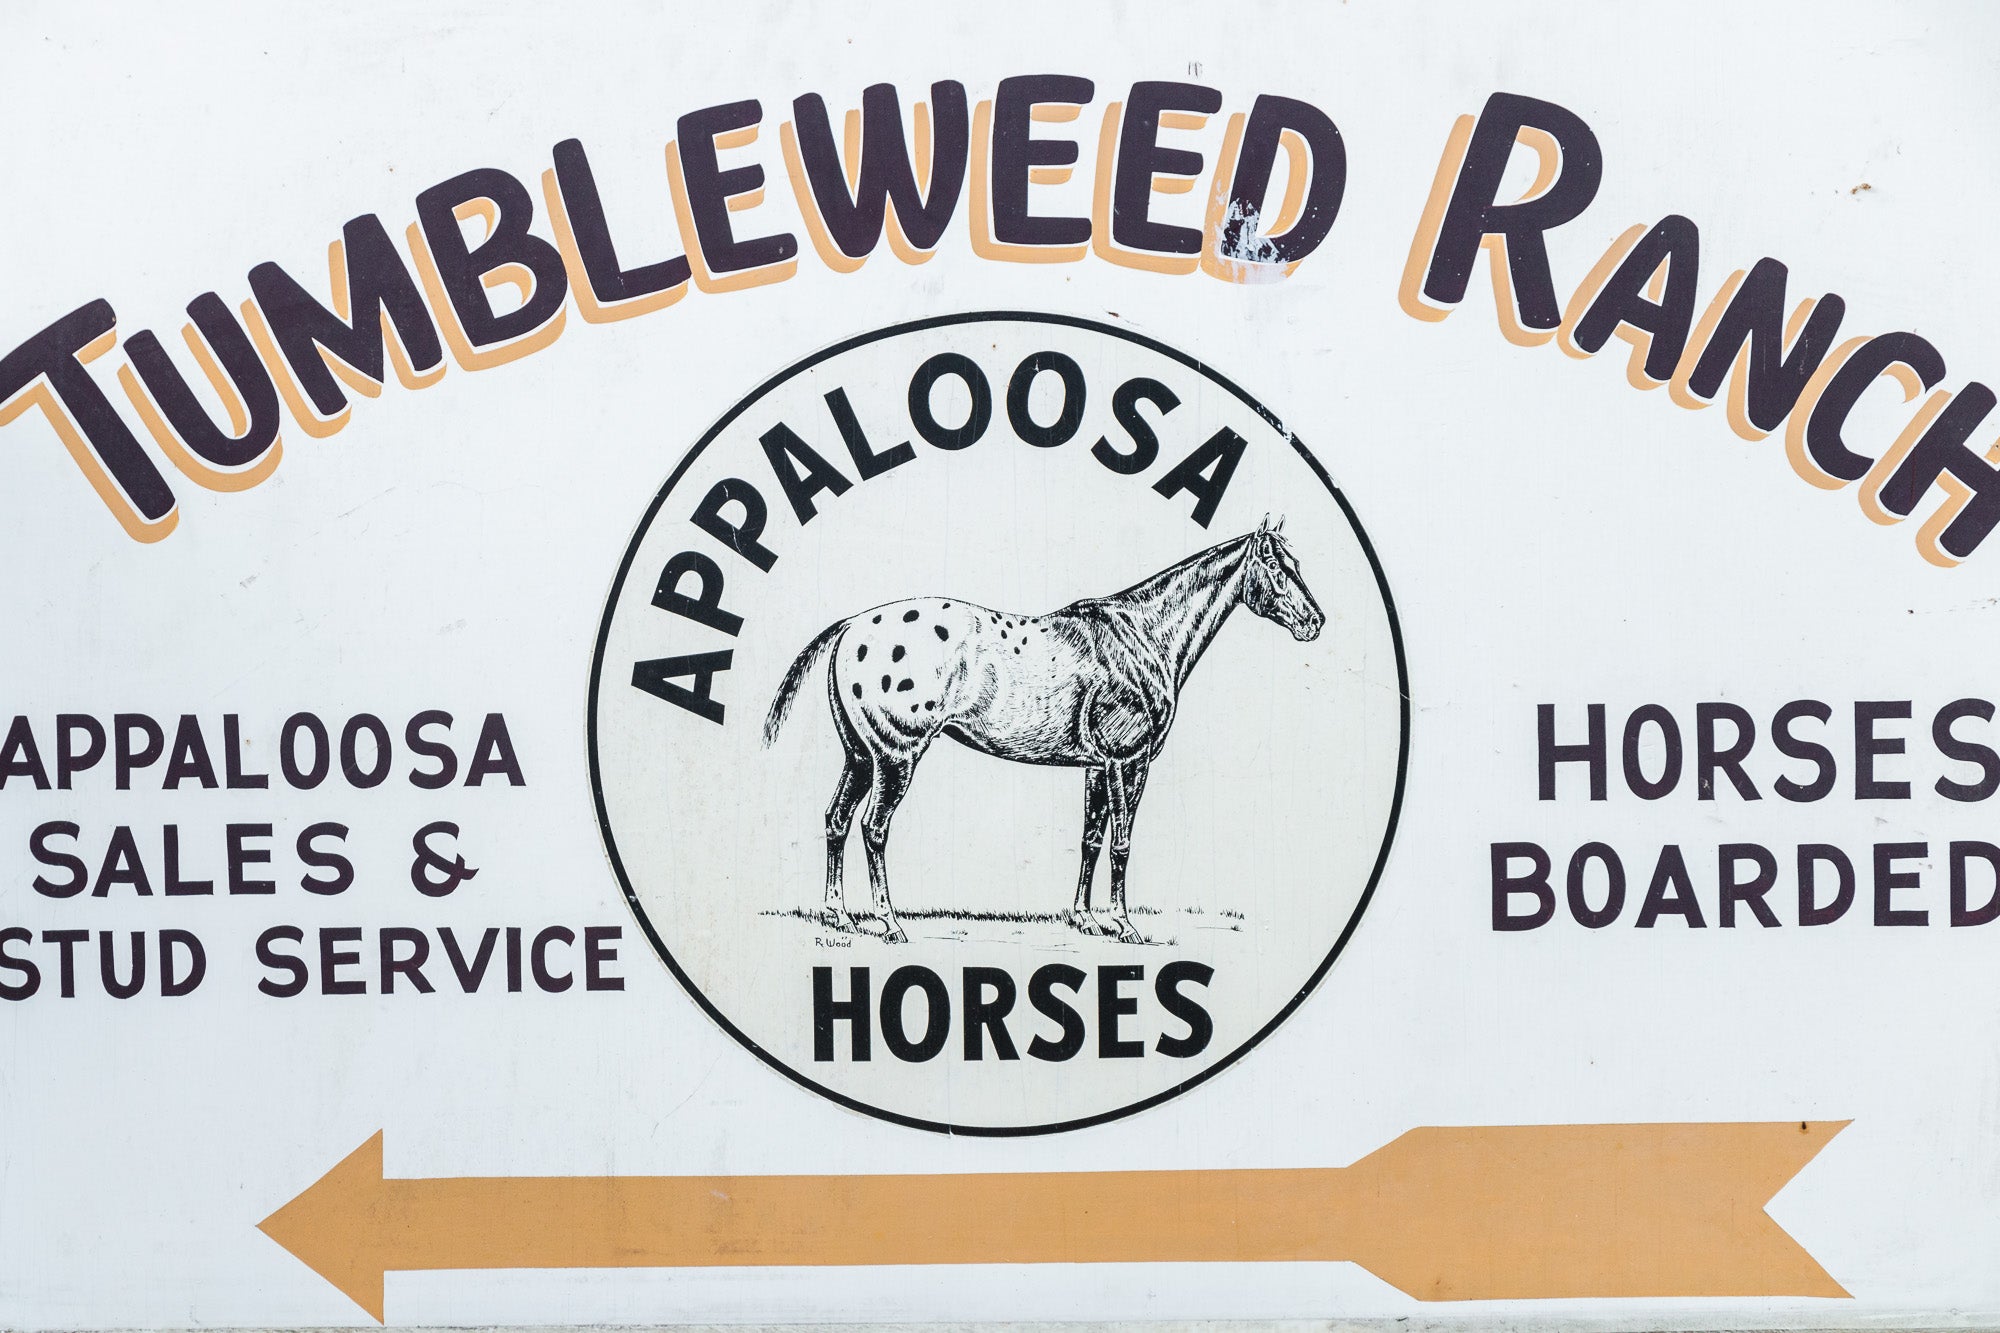 TUMBLEWEED RANCH
APPALOOSA
HORSES
R. Wood
APPALOOSA
SALES &
STUD SERVICE
HORSES
BOARDED